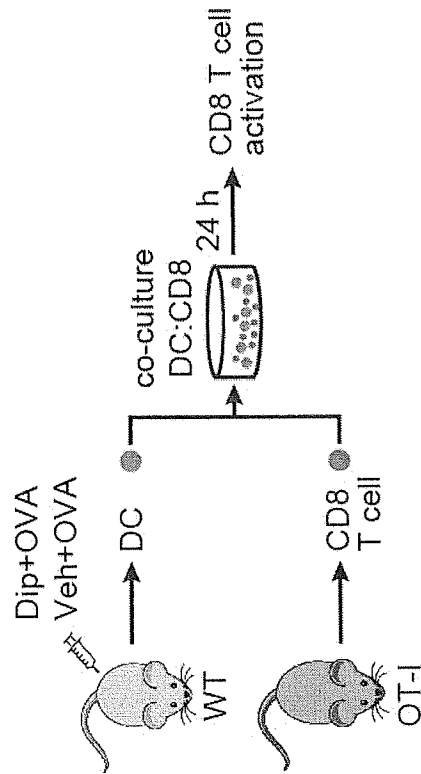 Dip+OVA
Veh+OVA
WT
DC
OT-I
CD8
T cell
co-culture
DC:CD8
24 h
CD8 T cell
activation